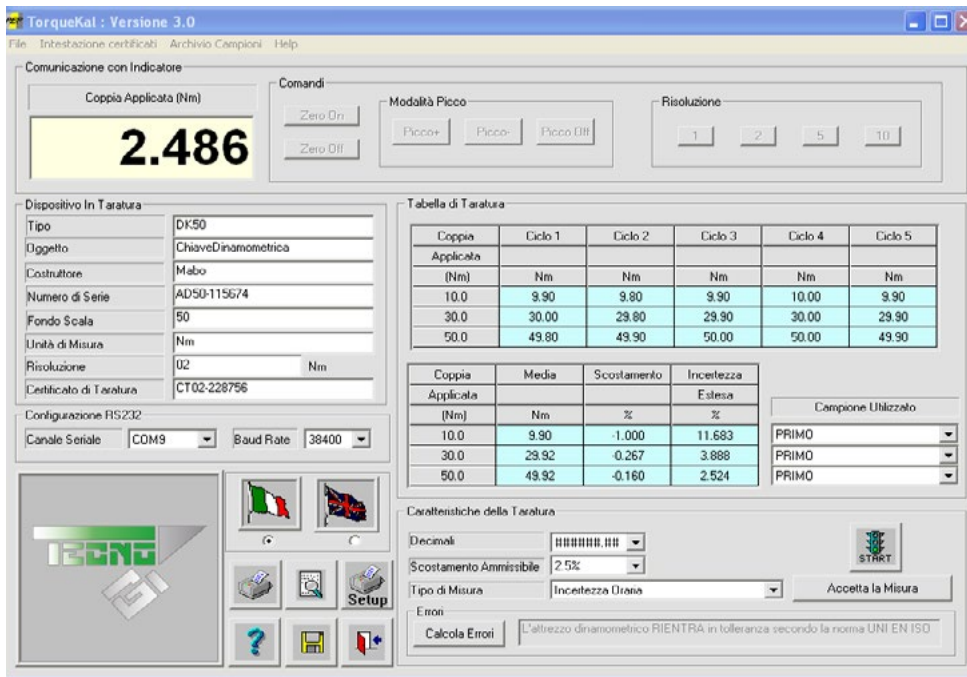 TorqueKal : Versione 3.0
File Intestazione certificati Archivio Campioni Help
Comunicazione con Indicatore
Coppia Applicata (Nm)
2.486
Comandi
Zero On
Zero Off
Modalità Picco
Picco+ Picco- Picco Off
Risoluzione
1 2 5 10
Dispositivo In Taratura
Tipo DK50
Oggetto ChiaveDinamometrica
Costruttore Mabo
Numero di Serie AD50-115674
Fondo Scala 50
Unità di Misura Nm
Risoluzione 02 Nm
Certificato di Taratura CT02-228756
Configurazione RS232
Canale Seriale COM9 Baud Rate 38400
Tabella di Taratura
Coppia Ciclo 1 Ciclo 2 Ciclo 3 Ciclo 4 Ciclo 5
Applicata
(Nm) Nm Nm Nm Nm Nm
10.0 9.90 9.80 9.90 10.00 9.90
30.0 30.00 29.80 29.90 30.00 29.90
50.0 49.80 49.90 50.00 50.00 49.90
Coppia Media Scostamento Incertezza
Applicata Estesa
(Nm) Nm % %
10.0 9.90 -1.000 11.683
30.0 29.92 -0.267 3.888
50.0 49.92 -0.160 2.524
Campione Utilizzato
PRIMO
PRIMO
PRIMO
TECNO
Setup
Caratteristiche della Taratura
Decimali ######.##
Scostamento Ammissibile 2.5%
Tipo di Misura Incertezza Oraria
START
Accetta la Misura
Errori
Calcola Errori L'attrezzo dinamometrico RIENTRA in tolleranza secondo la norma UNI EN ISO